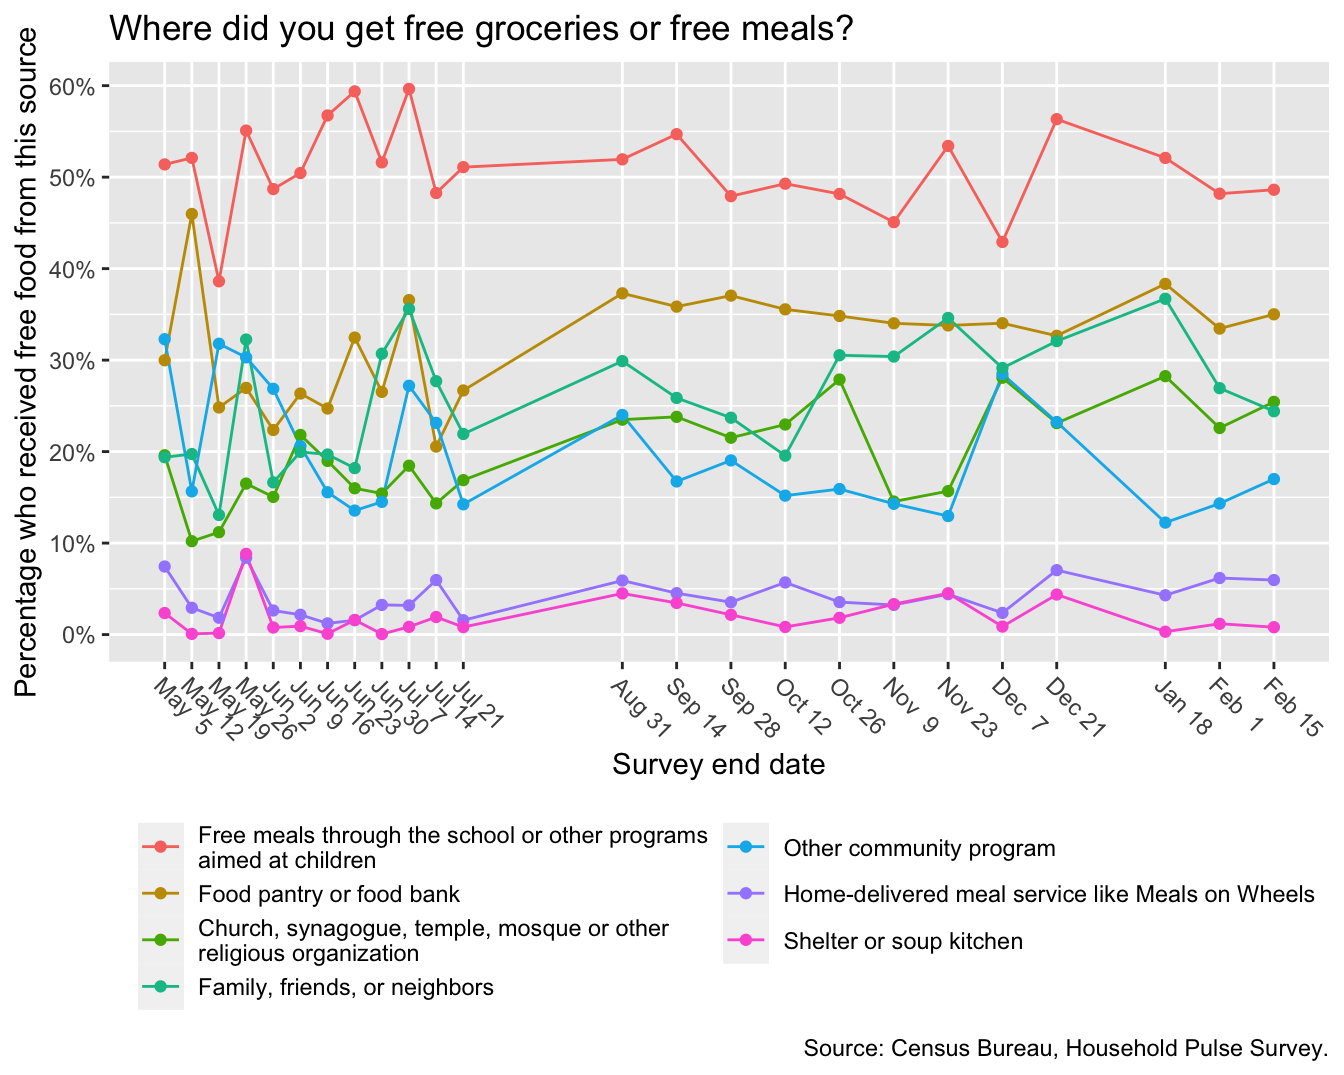 Where did you get free groceries or free meals?
Percentage who received free food from this source
60%
50%
40%
30%
20%
10%
0%
May 5
May 12
May 19
May 26
Jun 2
Jun 9
Jun 16
Jun 23
Jun 30
Jul 7
Jul 14
Jul 21
Aug 31
Sep 14
Sep 28
Oct 12
Oct 26
Nov 9
Nov 23
Dec 7
Dec 21
Jan 18
Feb 1
Feb 15
Survey end date
Free meals through the school or other programs
aimed at children
Food pantry or food bank
Church, synagogue, temple, mosque or other
religious organization
Family, friends, or neighbors
Other community program
Home-delivered meal service like Meals on Wheels
Shelter or soup kitchen
Source: Census Bureau, Household Pulse Survey.